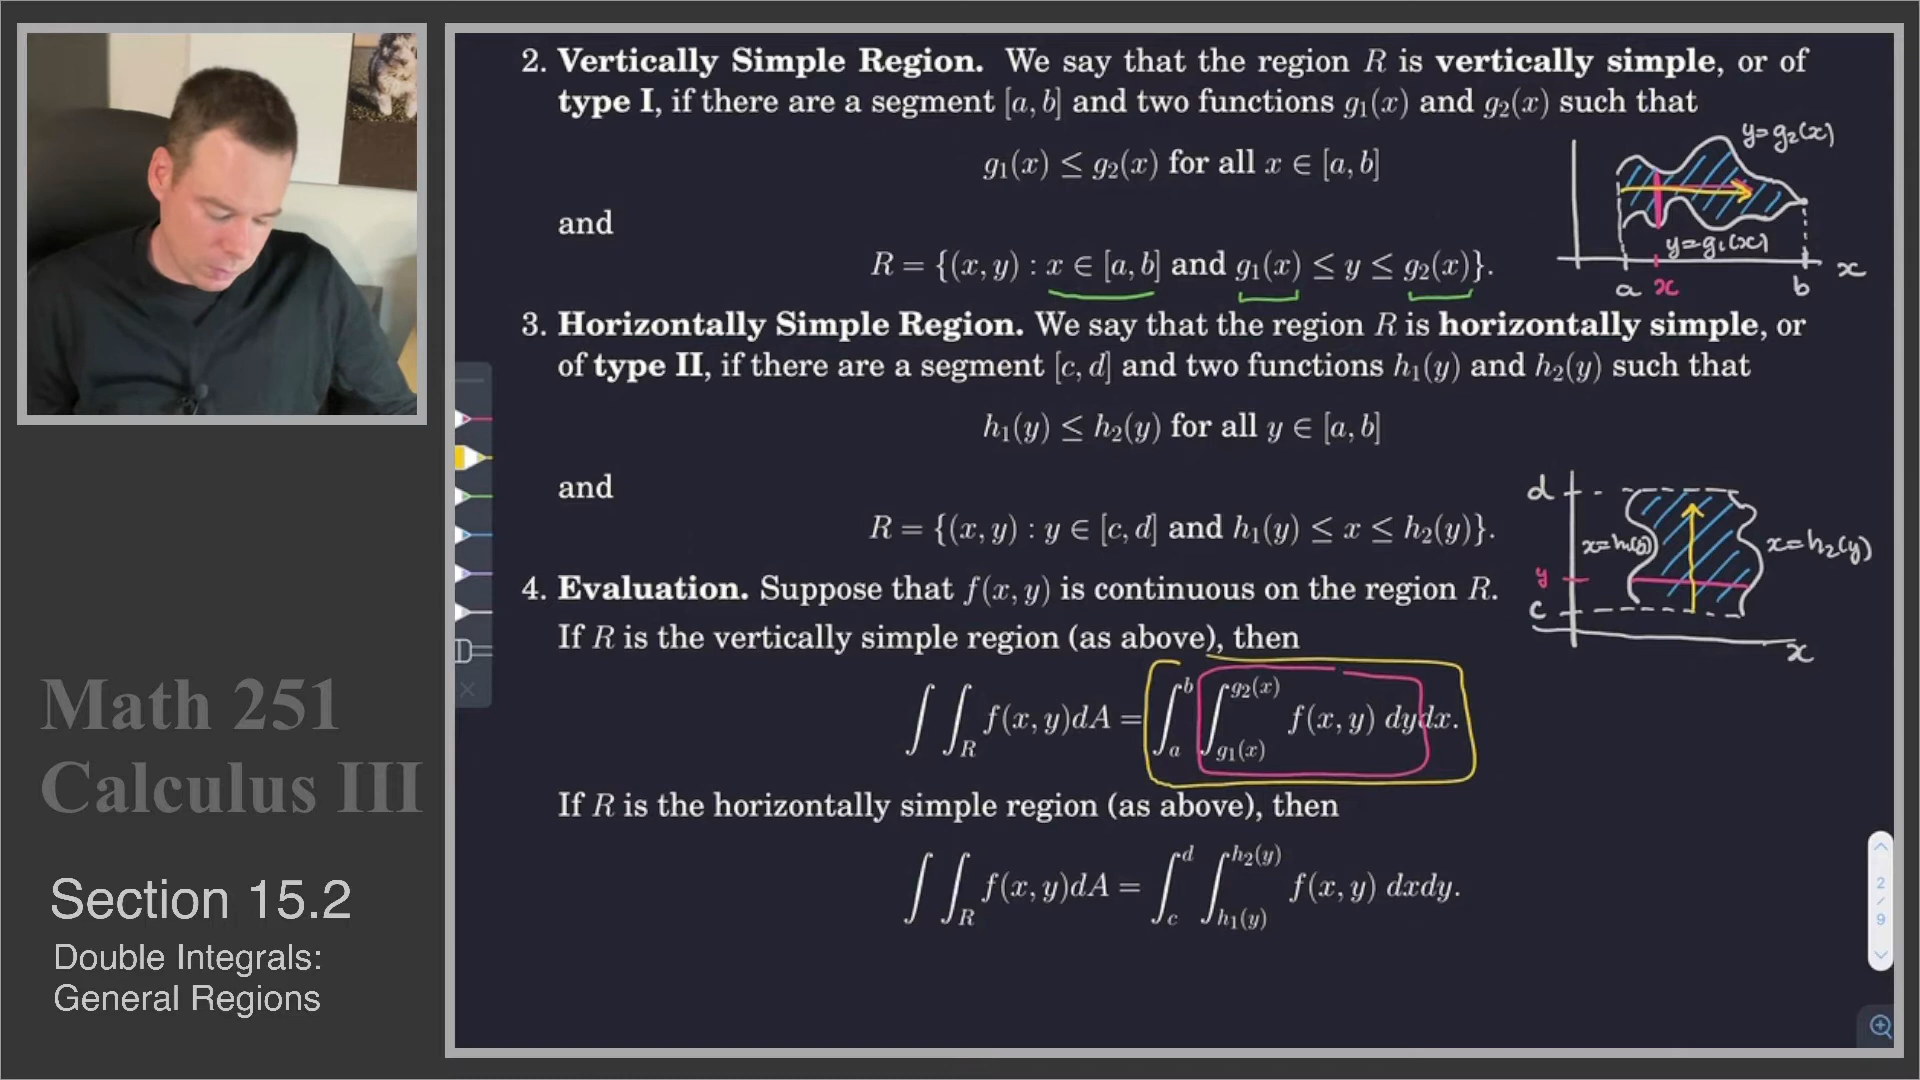 2. Vertically Simple Region. We say that the region R is vertically simple, or of
type I, if there are a segment [a, b] and two functions g₁(x) and g₂(x) such that
g₁(x) ≤ g₂(x) for all x ∈ [a, b]
and
R = {(x, y) : x ∈ [a, b] and g₁(x) ≤ y ≤ g₂(x)}.
y=g₂(x)
y=g₁(x)
a x b x
3. Horizontally Simple Region. We say that the region R is horizontally simple, or
of type II, if there are a segment [c, d] and two functions h₁(y) and h₂(y) such that
h₁(y) ≤ h₂(y) for all y ∈ [a, b]
and
R = {(x, y) : y ∈ [c, d] and h₁(y) ≤ x ≤ h₂(y)}.
d
x=h₁(y) x=h₂(y)
y
c
x
4. Evaluation. Suppose that f(x, y) is continuous on the region R.
If R is the vertically simple region (as above), then
∫∫_R f(x, y)dA = ∫_a^b ∫_{g₁(x)}^{g₂(x)} f(x, y) dydx.
If R is the horizontally simple region (as above), then
∫∫_R f(x, y)dA = ∫_c^d ∫_{h₁(y)}^{h₂(y)} f(x, y) dxdy.
2
/
9
Math 251
Calculus III
Section 15.2
Double Integrals:
General Regions